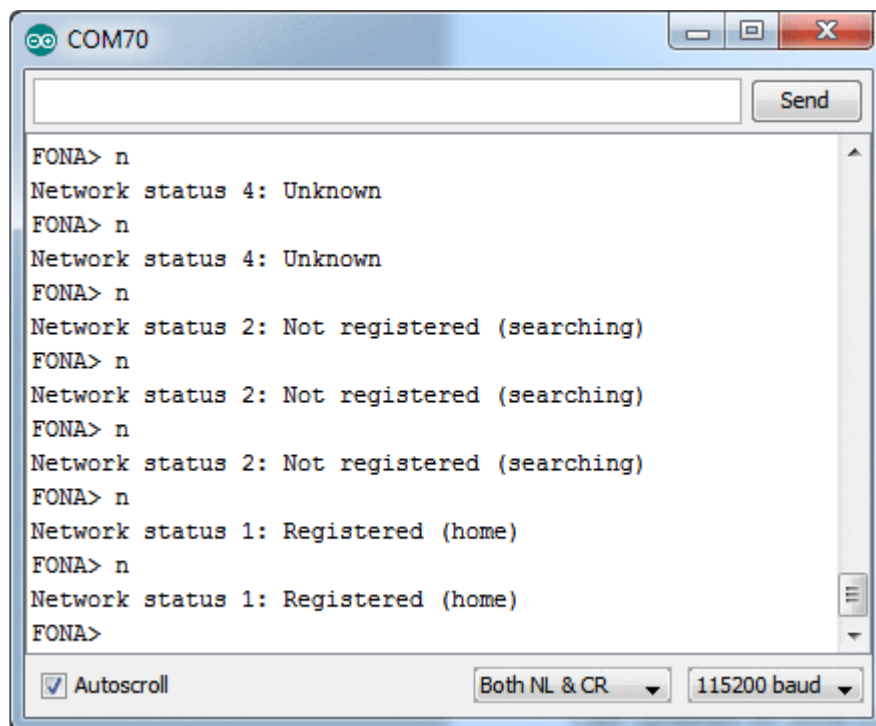 COM70
Send
FONA> n
Network status 4: Unknown
FONA> n
Network status 4: Unknown
FONA> n
Network status 2: Not registered (searching)
FONA> n
Network status 2: Not registered (searching)
FONA> n
Network status 2: Not registered (searching)
FONA> n
Network status 1: Registered (home)
FONA> n
Network status 1: Registered (home)
FONA>
Autoscroll Both NL & CR 115200 baud